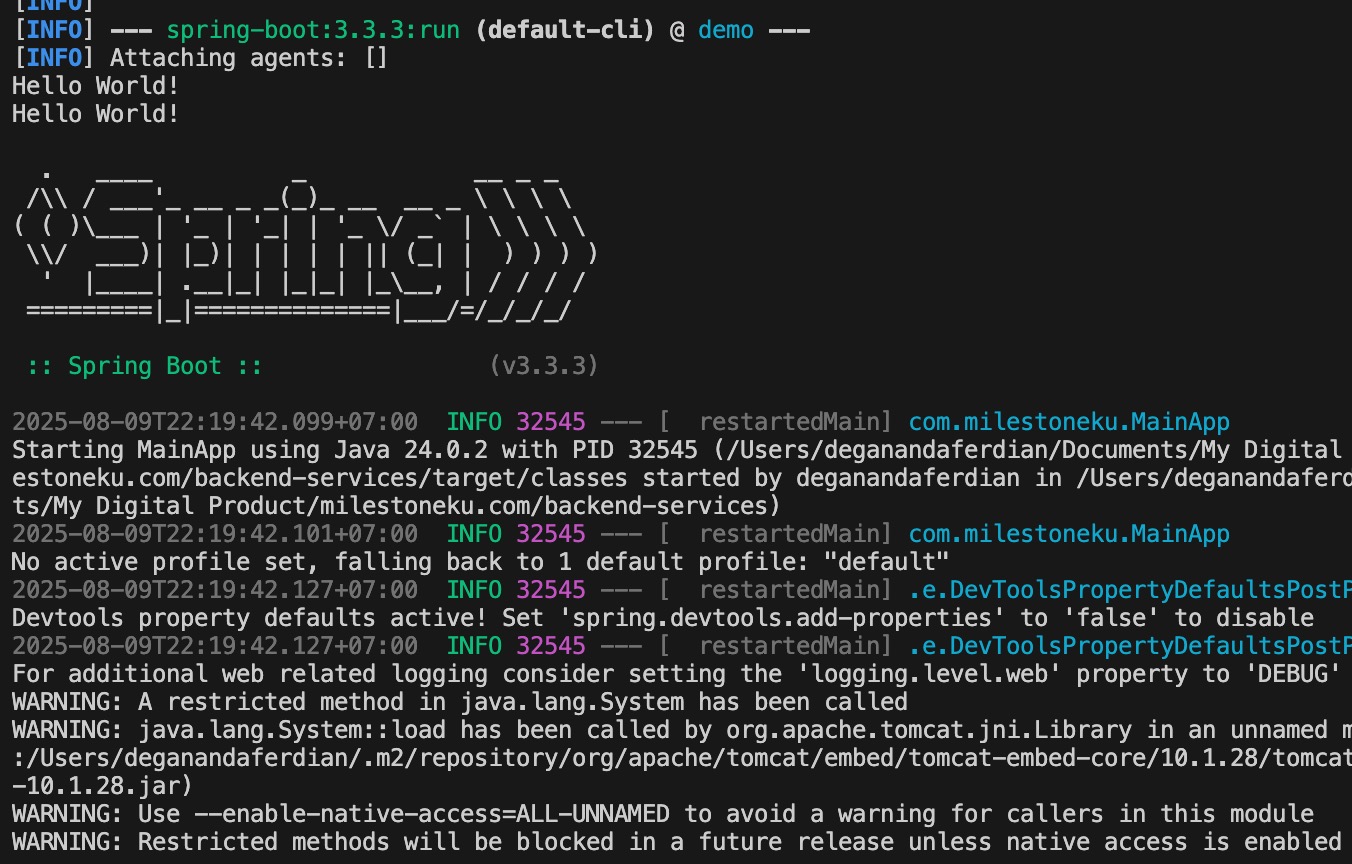 [INFO]
[INFO] --- spring-boot:3.3.3:run (default-cli) @ demo ---
[INFO] Attaching agents: []
Hello World!
Hello World!

  .   ____          _            __ _ _
 /\\ / ___'_ __ _ _(_)_ __  __ _ \ \ \ \
( ( )\___ | '_ | '_| | '_ \/ _` | \ \ \ \
 \\/  ___)| |_)| | | | | || (_| |  ) ) ) )
  '  |____| .__|_| |_|_| |_\__, | / / / /
 =========|_|==============|___/=/_/_/_/

 :: Spring Boot ::                (v3.3.3)

2025-08-09T22:19:42.099+07:00  INFO 32545 --- [  restartedMain] com.milestoneku.MainApp
Starting MainApp using Java 24.0.2 with PID 32545 (/Users/deganandaferdian/Documents/My Digital
estoneku.com/backend-services/target/classes started by deganandaferdian in /Users/deganandaferd
ts/My Digital Product/milestoneku.com/backend-services)
2025-08-09T22:19:42.101+07:00  INFO 32545 --- [  restartedMain] com.milestoneku.MainApp
No active profile set, falling back to 1 default profile: "default"
2025-08-09T22:19:42.127+07:00  INFO 32545 --- [  restartedMain] .e.DevToolsPropertyDefaultsPostP
Devtools property defaults active! Set 'spring.devtools.add-properties' to 'false' to disable
2025-08-09T22:19:42.127+07:00  INFO 32545 --- [  restartedMain] .e.DevToolsPropertyDefaultsPostP
For additional web related logging consider setting the 'logging.level.web' property to 'DEBUG'
WARNING: A restricted method in java.lang.System has been called
WARNING: java.lang.System::load has been called by org.apache.tomcat.jni.Library in an unnamed m
:/Users/deganandaferdian/.m2/repository/org/apache/tomcat/embed/tomcat-embed-core/10.1.28/tomcat
-10.1.28.jar)
WARNING: Use --enable-native-access=ALL-UNNAMED to avoid a warning for callers in this module
WARNING: Restricted methods will be blocked in a future release unless native access is enabled